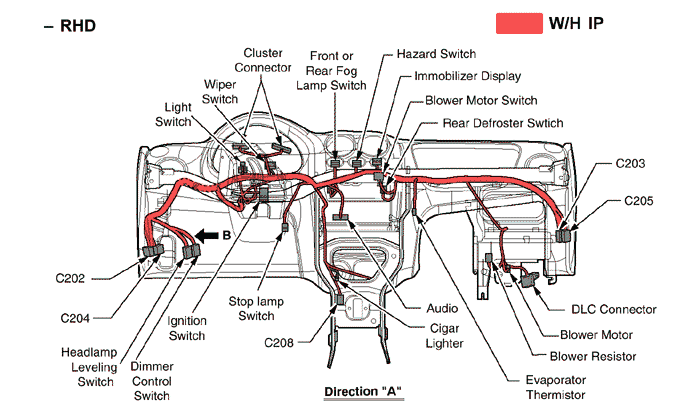 – RHD
W/H IP
Cluster
Connector
Front or
Rear Fog
Lamp Switch
Hazard Switch
Immobilizer Display
Wiper
Switch
Blower Motor Switch
Light
Switch
Rear Defroster Swtich
C203
C205
B
C202
C204
Stop lamp
Switch
Ignition
Switch
Audio
DLC Connector
C208
Cigar
Lighter
Blower Motor
Headlamp
Leveling
Switch
Dimmer
Control
Switch
Blower Resistor
Evaporator
Thermistor
Direction "A"